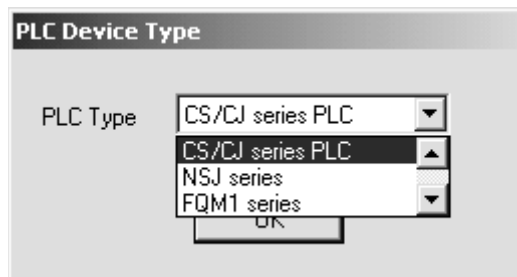 PLC Device Type
PLC Type CS/CJ series PLC
CS/CJ series PLC
NSJ series
FQM1 series
OK